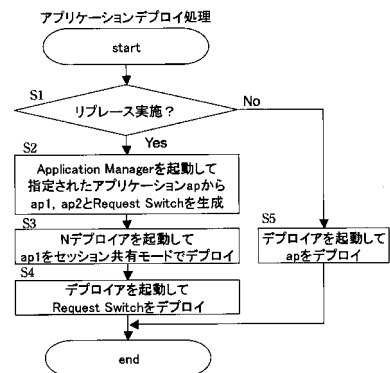 アプリケーションデプロイ処理
start
S1
リプレース実施？
No
Yes
S2
Application Managerを起動して
指定されたアプリケーションapから
ap1, ap2とRequest Switchを生成
S3
Nデプロイアを起動して
ap1をセッション共有モードでデプロイ
S4
デプロイアを起動して
Request Switchをデプロイ
S5
デプロイアを起動して
apをデプロイ
end